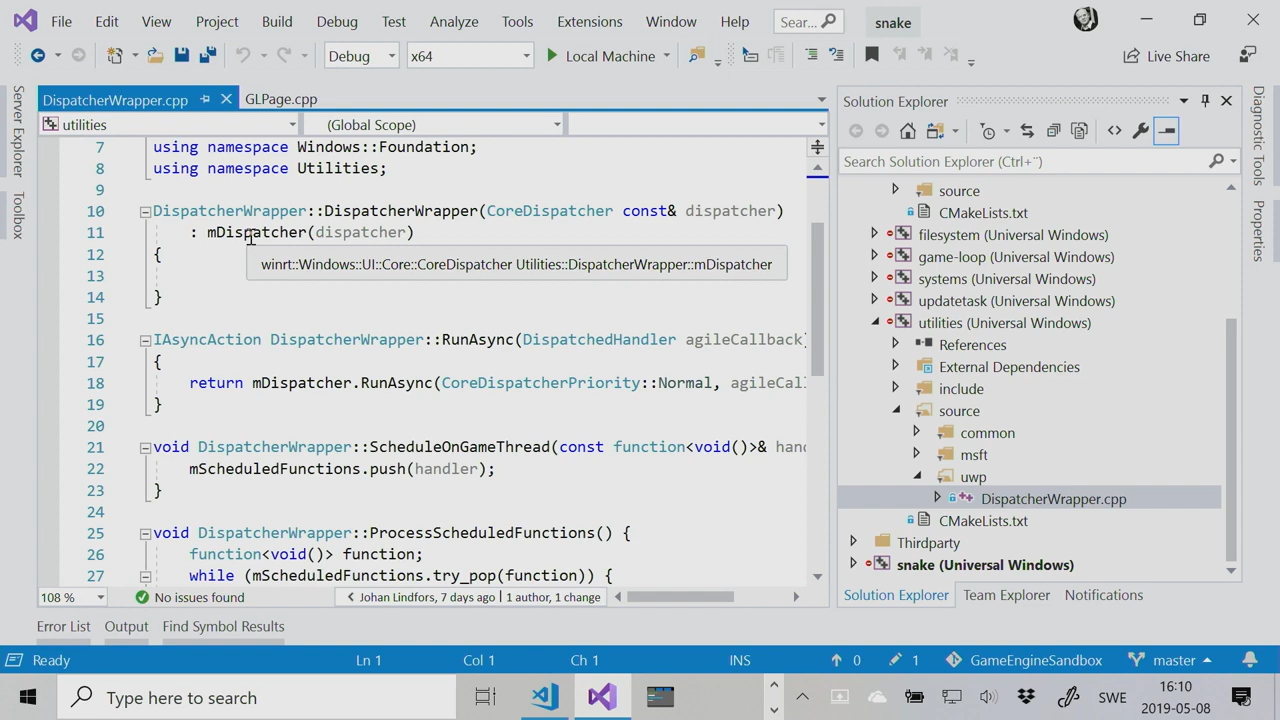 File Edit View Project Build Debug Test Analyze Tools Extensions Window Help Sear... snake
Debug x64 Local Machine Live Share
Server Explorer
Toolbox
DispatcherWrapper.cpp GLPage.cpp
utilities (Global Scope)
7 using namespace Windows::Foundation;
8 using namespace Utilities;
9
10 DispatcherWrapper::DispatcherWrapper(CoreDispatcher const& dispatcher)
11 : mDispatcher(dispatcher)
12 {
winrt::Windows::UI::Core::CoreDispatcher Utilities::DispatcherWrapper::mDispatcher
13
14 }
15
16 IAsyncAction DispatcherWrapper::RunAsync(DispatchedHandler agileCallback)
17 {
18 return mDispatcher.RunAsync(CoreDispatcherPriority::Normal, agileCal
19 }
20
21 void DispatcherWrapper::ScheduleOnGameThread(const function<void()>& hand
22 mScheduledFunctions.push(handler);
23 }
24
25 void DispatcherWrapper::ProcessScheduledFunctions() {
26 function<void()> function;
27 while (mScheduledFunctions.try_pop(function)) {
108 % No issues found Johan Lindfors, 7 days ago | 1 author, 1 change
Solution Explorer
Search Solution Explorer (Ctrl+¨)
source
CMakeLists.txt
filesystem (Universal Windows)
game-loop (Universal Windows)
systems (Universal Windows)
updatetask (Universal Windows)
utilities (Universal Windows)
References
External Dependencies
include
source
common
msft
uwp
DispatcherWrapper.cpp
CMakeLists.txt
Thirdparty
snake (Universal Windows)
Solution Explorer Team Explorer Notifications
Diagnostic Tools
Properties
Error List Output Find Symbol Results
Ready Ln 1 Col 1 Ch 1 INS 0 1 GameEngineSandbox master
Type here to search SWE 16:10
2019-05-08